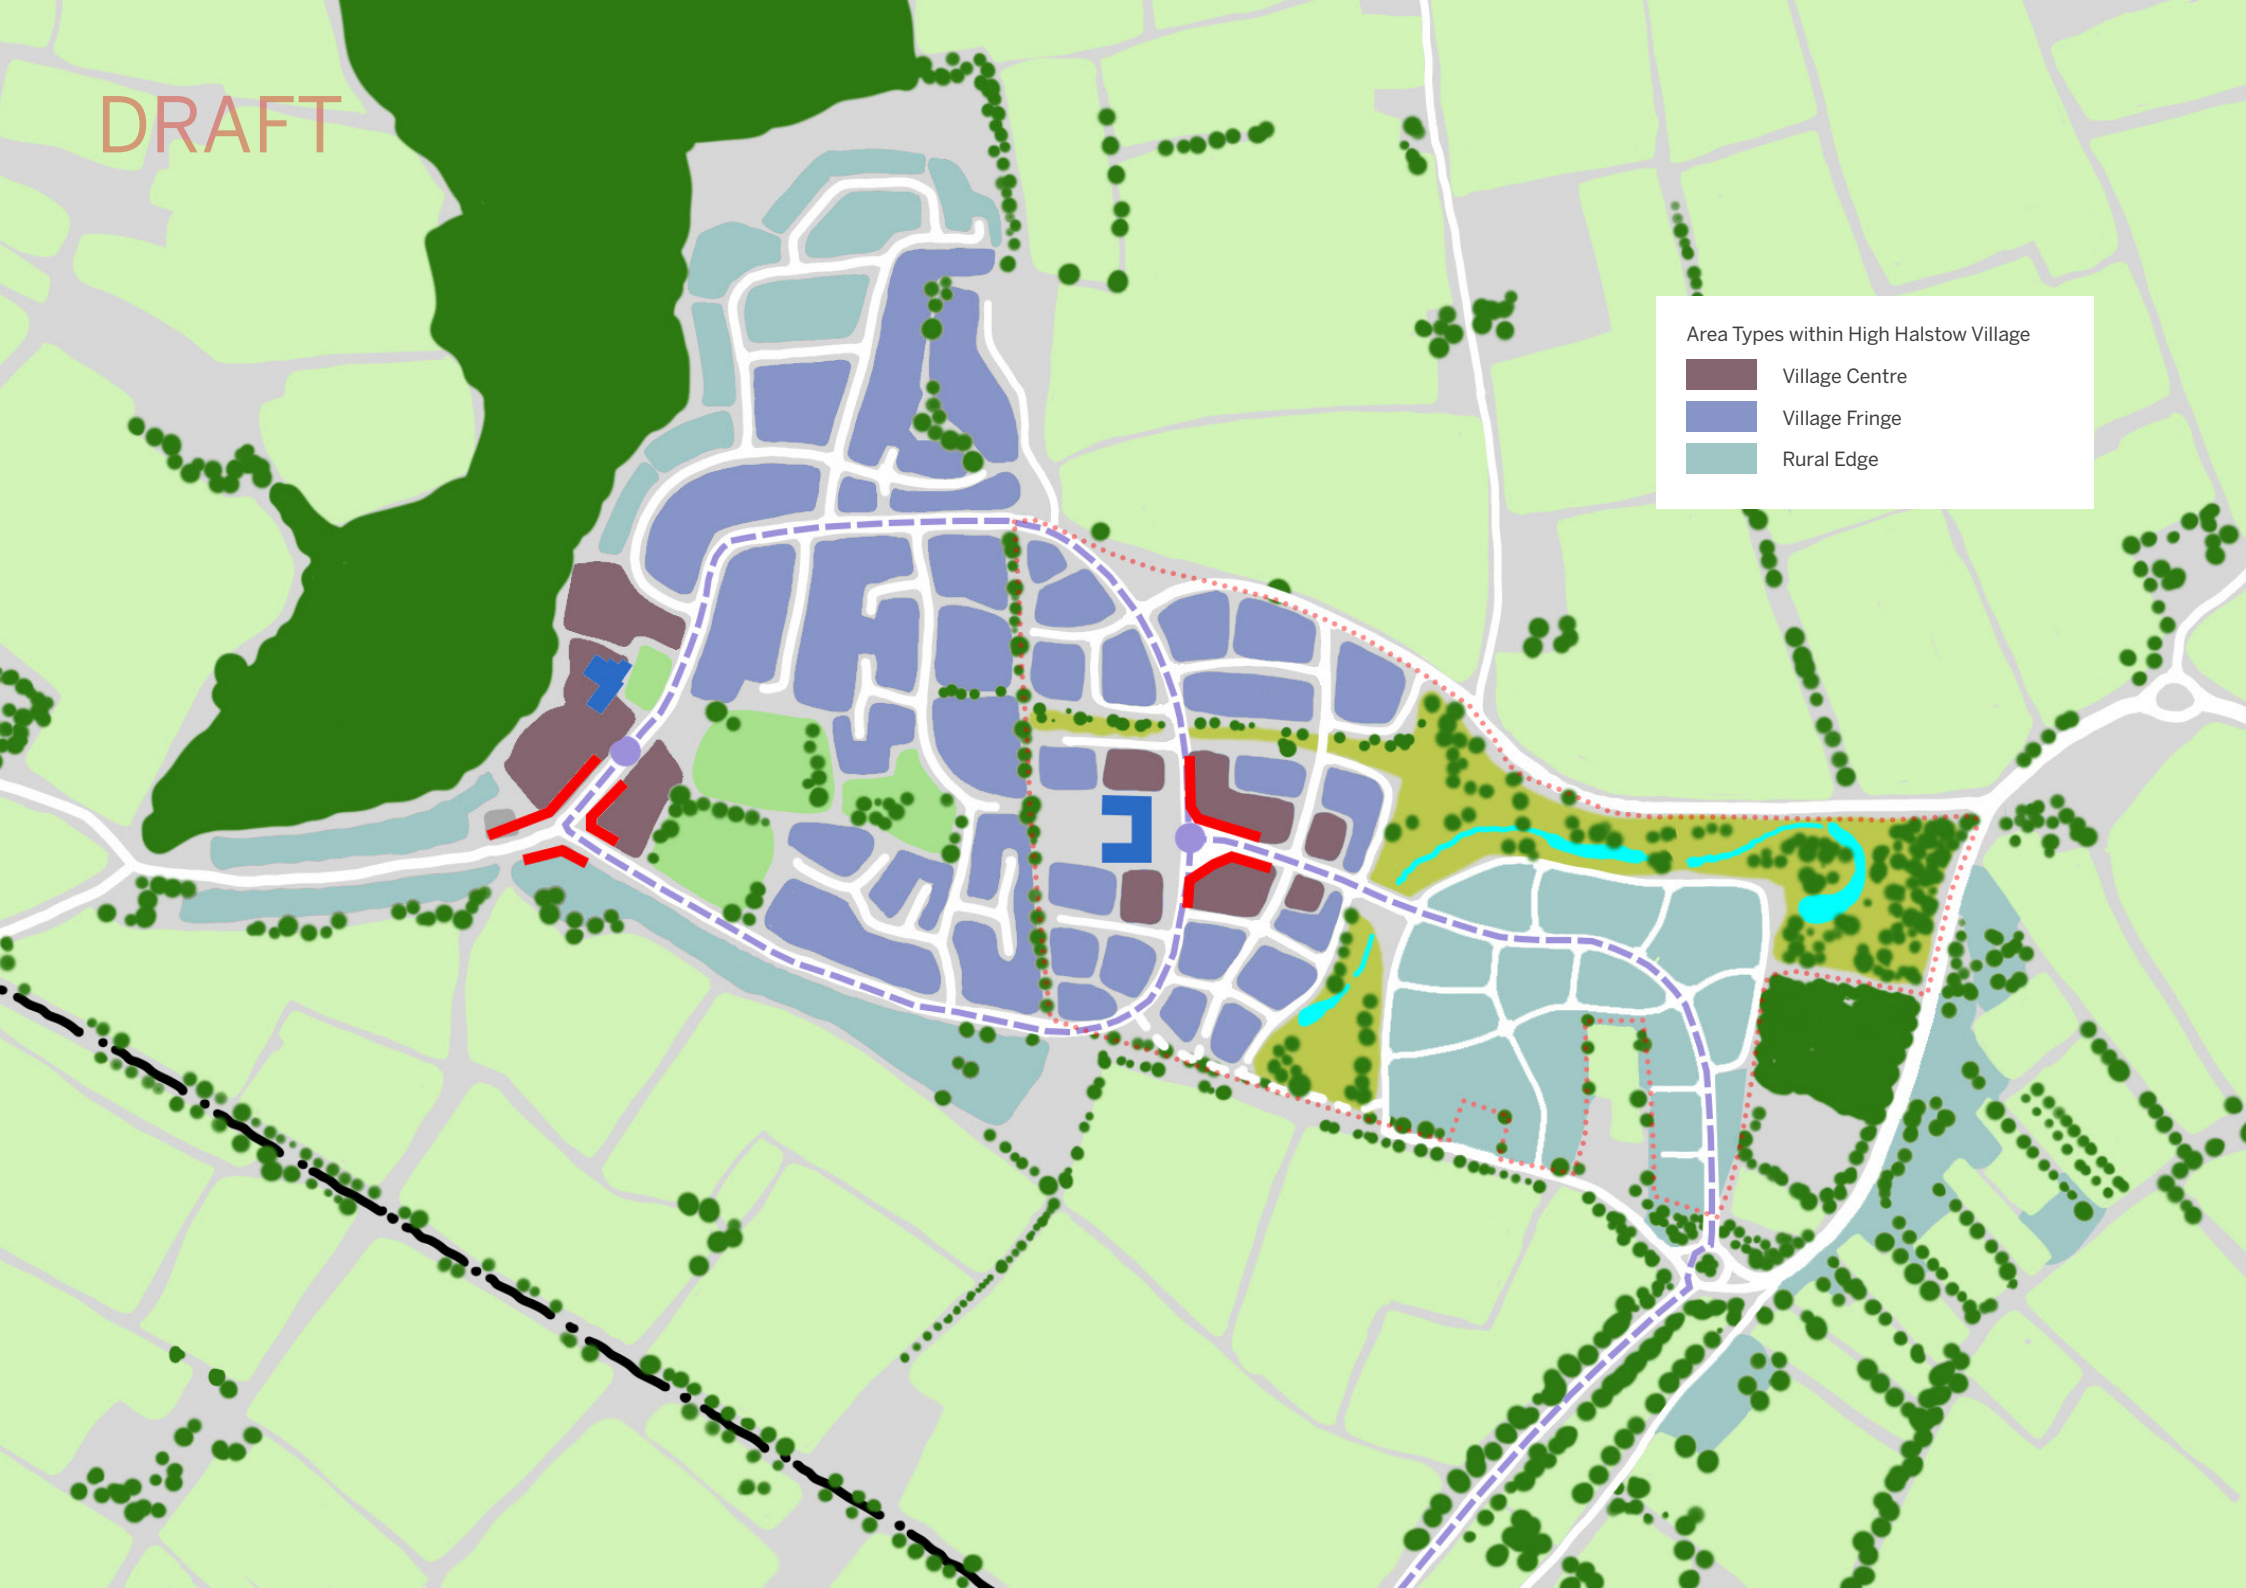 DRAFT
Area Types within High Halstow Village
Village Centre
Village Fringe
Rural Edge